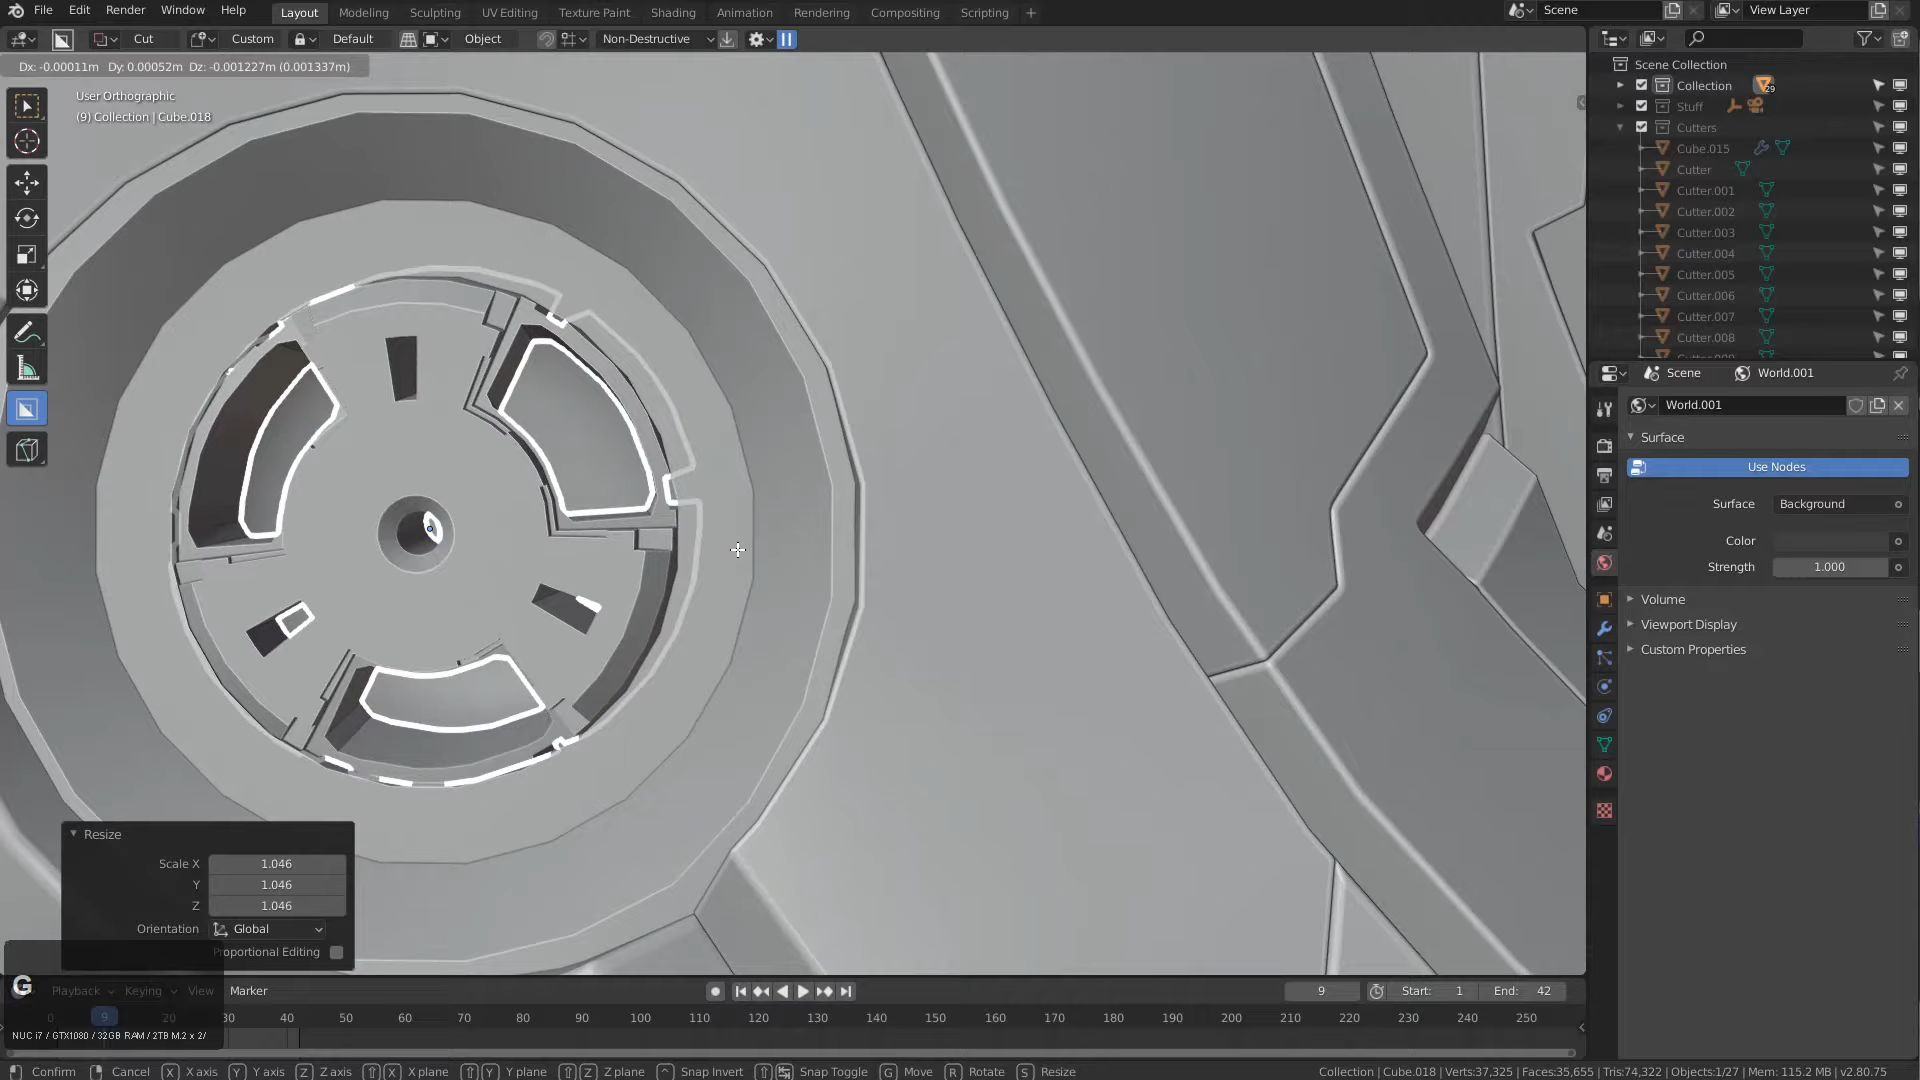 File Edit Render Window Help
Layout Modeling Sculpting UV Editing Texture Paint Shading Animation Rendering Compositing Scripting +
Scene
View Layer
Cut Custom Default Object Non-Destructive
Dx: -0.00011m Dy: 0.00052m Dz: -0.001227m (0.001337m)
User Orthographic
(9) Collection | Cube.018
Scene Collection
Collection 29
Stuff
Cutters
Cube.015
Cutter
Cutter.001
Cutter.002
Cutter.003
Cutter.004
Cutter.005
Cutter.006
Cutter.007
Cutter.008
Scene World.001
World.001
Surface
Use Nodes
Surface Background
Color
Strength 1.000
Volume
Viewport Display
Custom Properties
Resize
Scale X 1.046
Y 1.046
Z 1.046
Orientation Global
Proportional Editing
G
Playback Keying View Marker
9 Start: 1 End: 42
0 9 20 30 40 50 60 70 80 90 100 110 120 130 140 150 160 170 180 190 200 210 220 230 240 250
NUC i7 / GTX1080 / 32GB RAM / 2TB M.2 x 2/
Confirm Cancel X X axis Y Y axis Z Z axis X X plane Y Y plane Z Z plane Snap Invert Snap Toggle G Move R Rotate S Resize
Collection | Cube.018 | Verts:37,325 | Faces:35,655 | Tris:74,322 | Objects:1/27 | Mem: 115.2 MB | v2.80.75